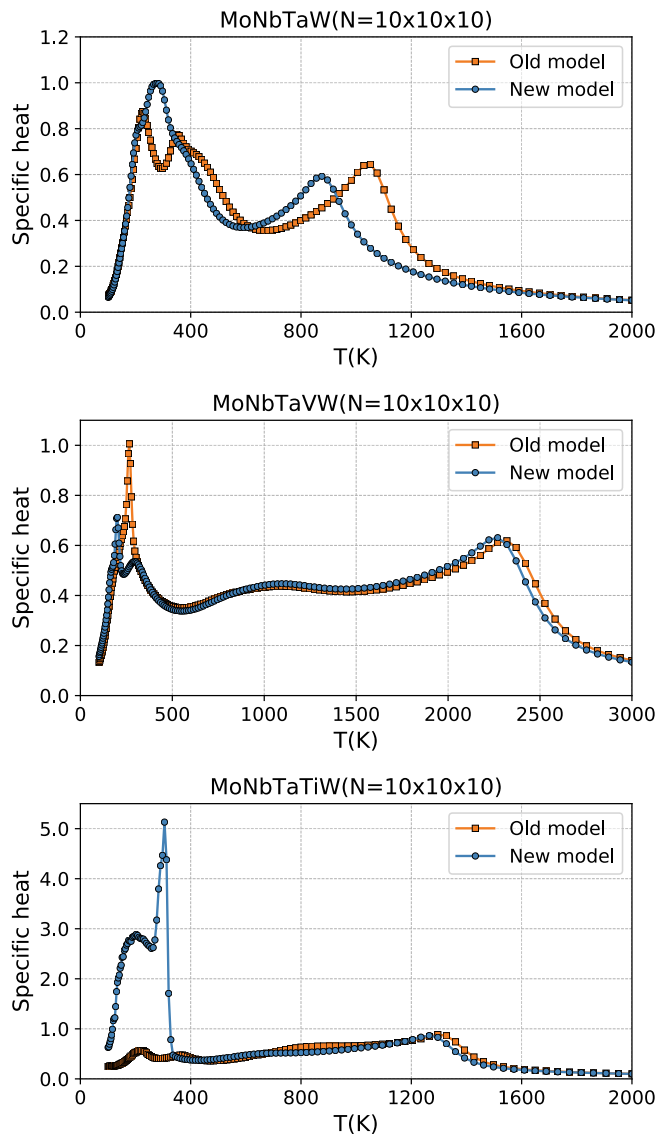 MoNbTaW(N=10x10x10)
1.2
1.0
0.8
0.6
0.4
0.2
0.0
Specific heat
Old model
New model
0 400 800 1200 1600 2000
T(K)
MoNbTaVW(N=10x10x10)
1.0
0.8
0.6
0.4
0.2
0.0
Specific heat
Old model
New model
0 500 1000 1500 2000 2500 3000
T(K)
MoNbTaTiW(N=10x10x10)
5.0
4.0
3.0
2.0
1.0
0.0
Specific heat
Old model
New model
0 400 800 1200 1600 2000
T(K)